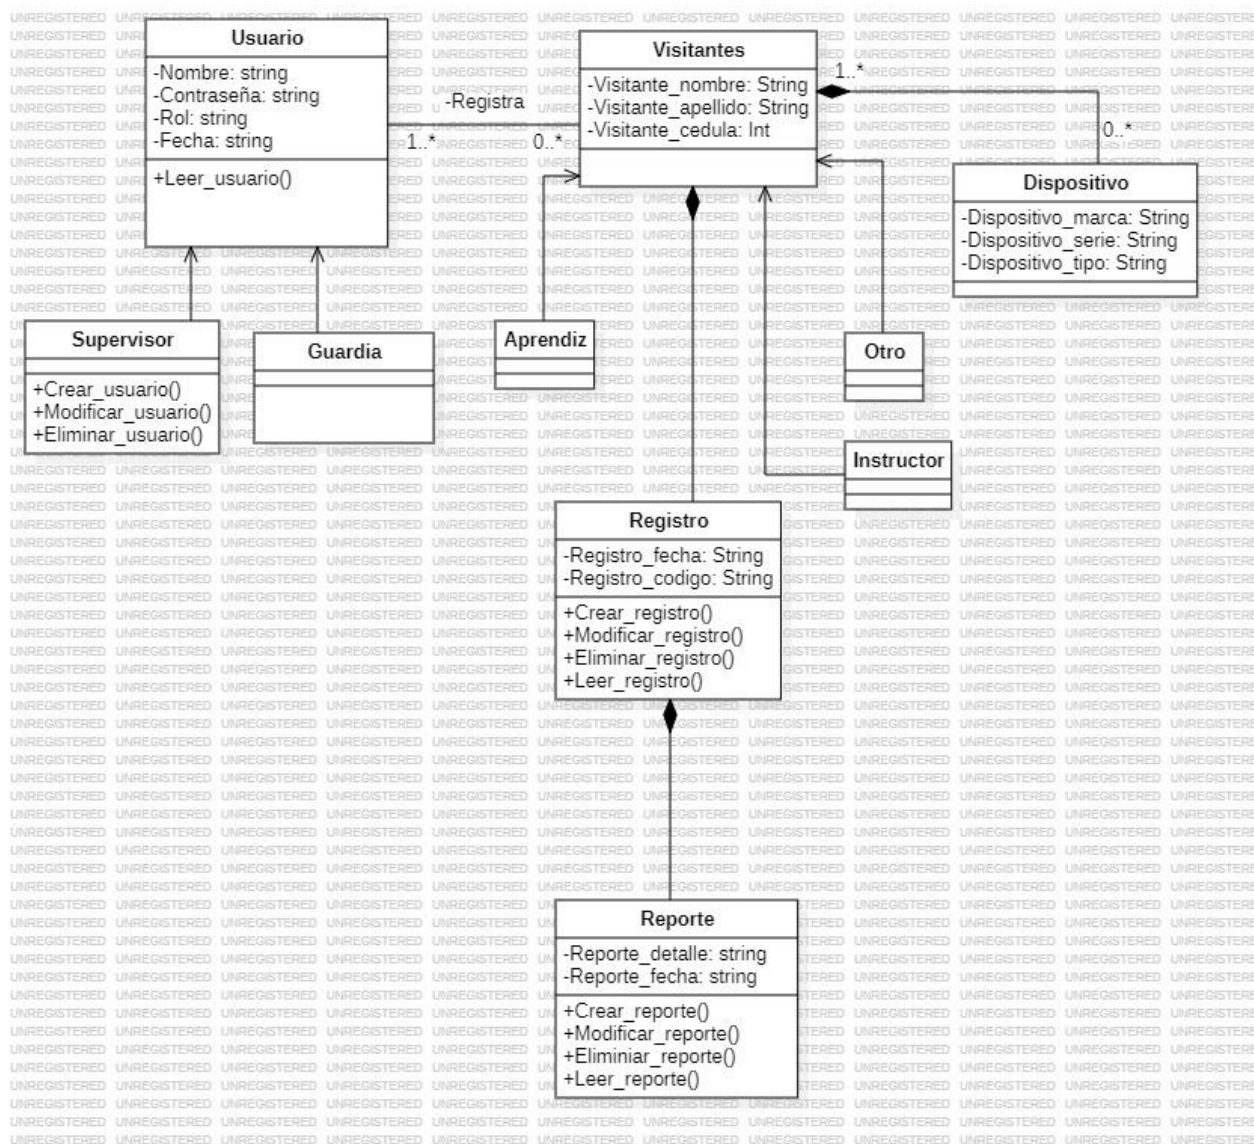 Usuario
-Nombre: string
-Contraseña: string
-Rol: string
-Fecha: string
+Leer_usuario()
-Registra
1..*
0..*
Visitantes
-Visitante_nombre: String
-Visitante_apellido: String
-Visitante_cedula: Int
1..*
0..*
Dispositivo
-Dispositivo_marca: String
-Dispositivo_serie: String
-Dispositivo_tipo: String
Supervisor
+Crear_usuario()
+Modificar_usuario()
+Eliminar_usuario()
Guardia
Aprendiz
Otro
Instructor
Registro
-Registro_fecha: String
-Registro_codigo: String
+Crear_registro()
+Modificar_registro()
+Eliminar_registro()
+Leer_registro()
Reporte
-Reporte_detalle: string
-Reporte_fecha: string
+Crear_reporte()
+Modificar_reporte()
+Eliminiar_reporte()
+Leer_reporte()
UNREGISTERED